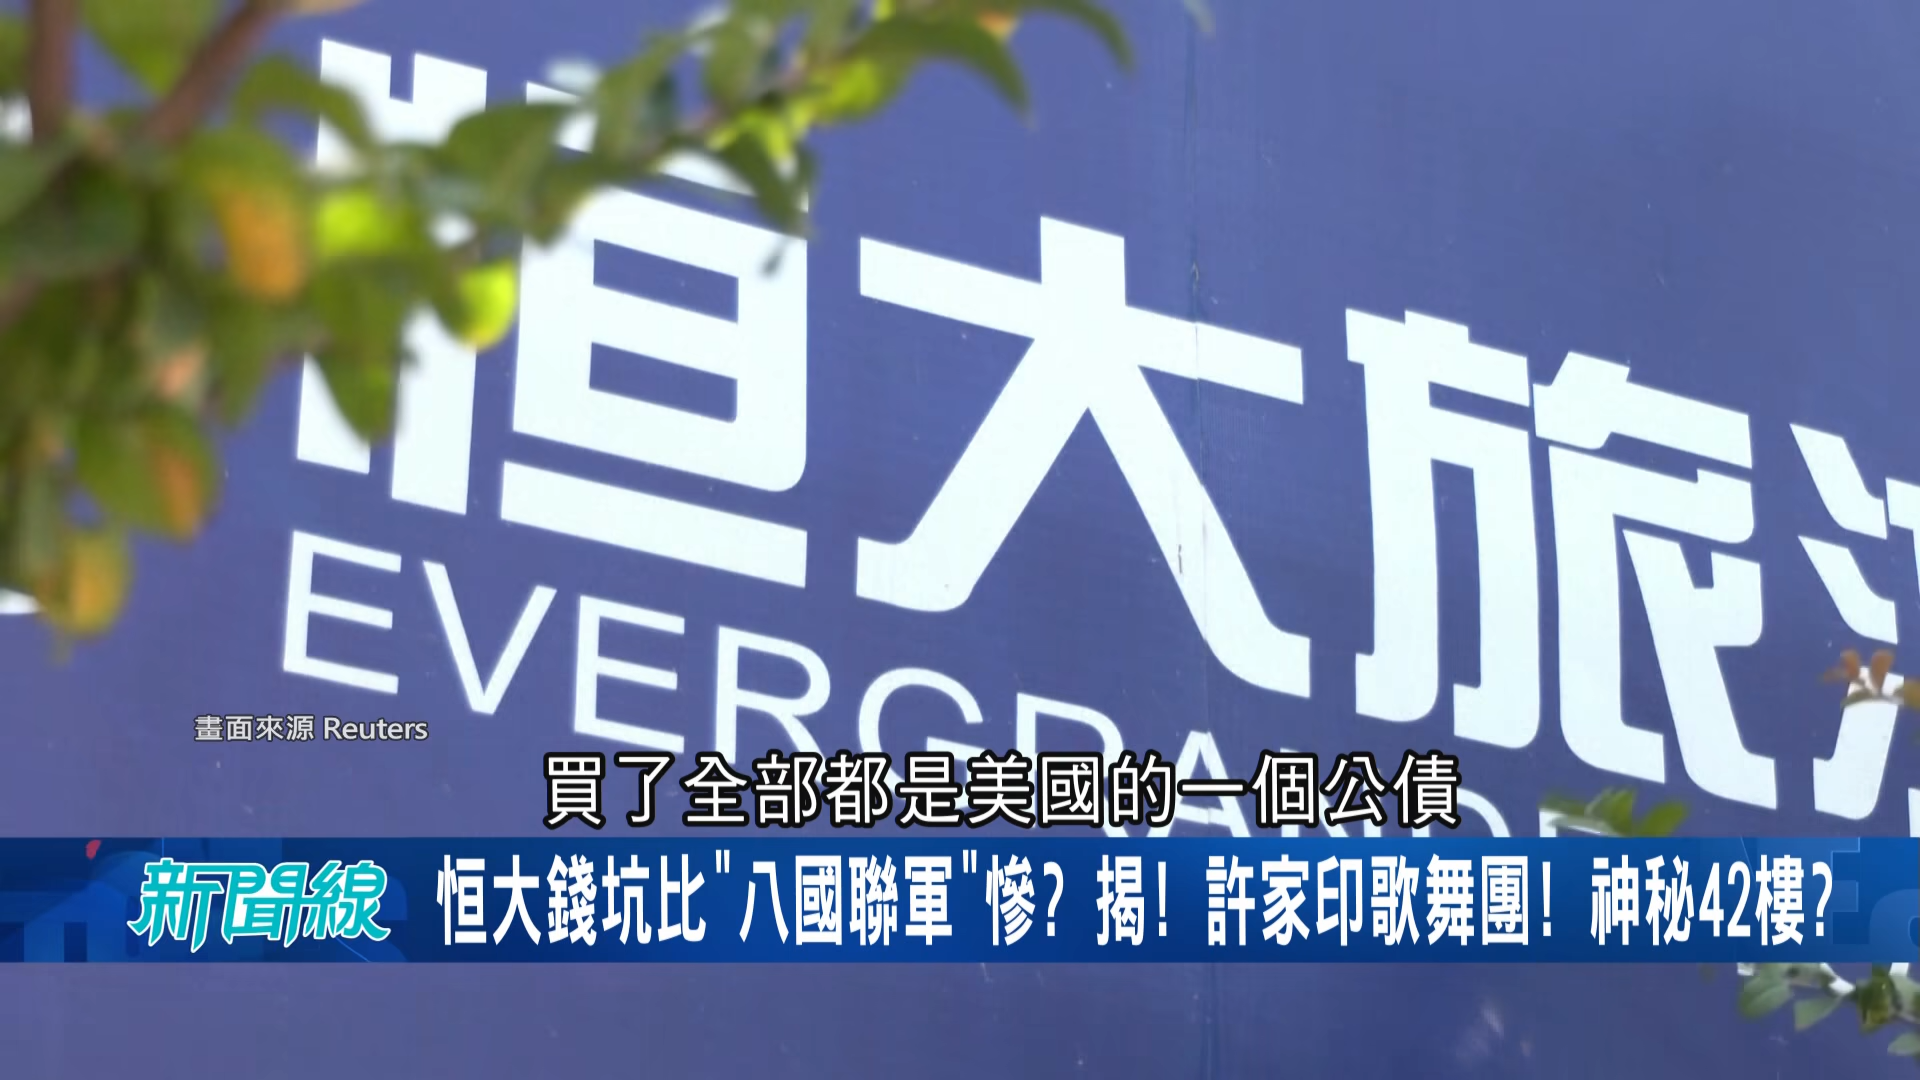 恒大旅
EVERGRANDE
畫面來源 Reuters
買了全部都是美國的一個公債
新聞線
恒大錢坑比"八國聯軍"慘? 揭! 許家印歌舞團! 神秘42樓?